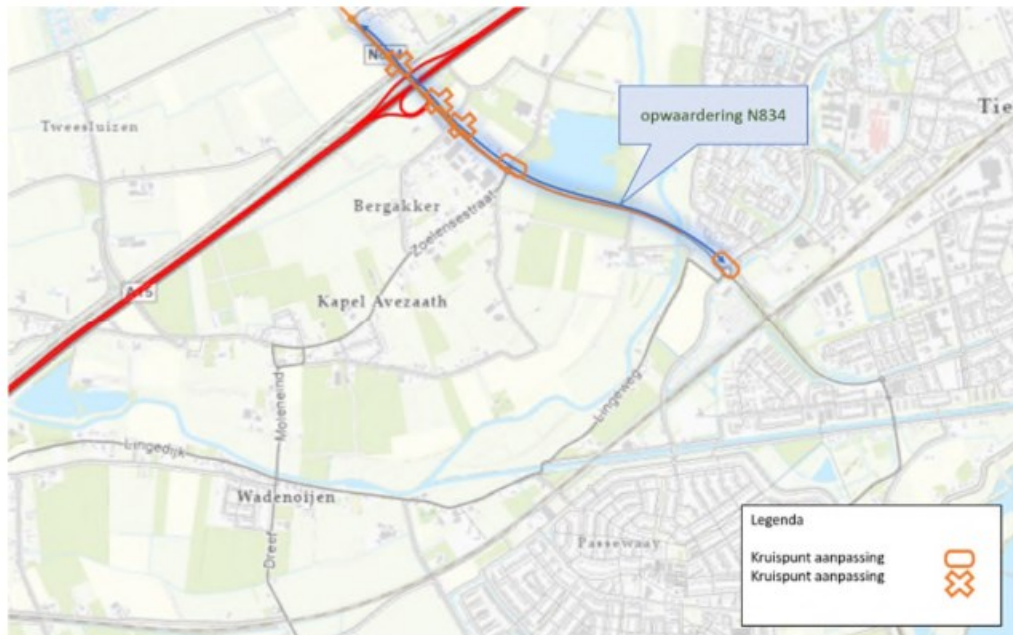 Tweesluizen
opwaardering N834
Tie
Bergakker
Zoelensestraat
Kapel Avezaath
A15
Moleneind
Lingeweg
Lingedijk
Wadenoijen
Dreef
Passewaay
Legenda
Kruispunt aanpassing
Kruispunt aanpassing